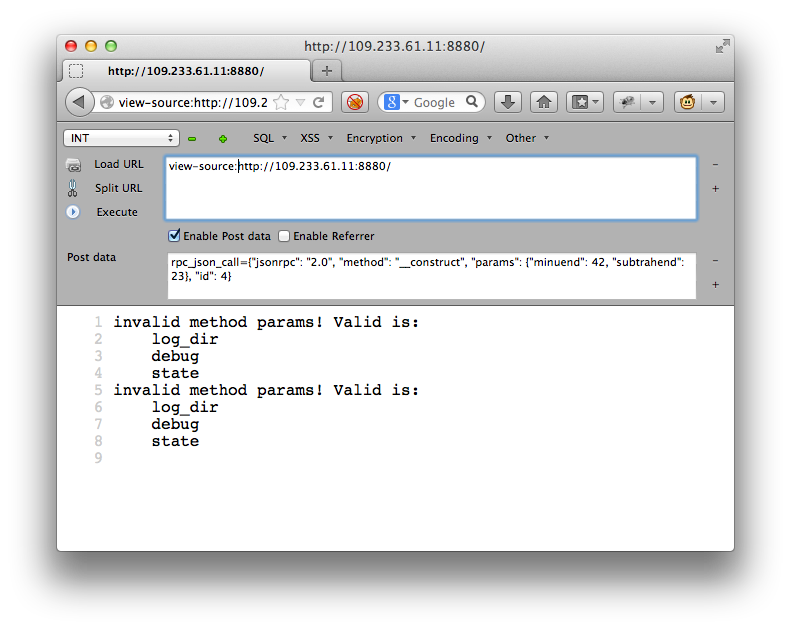 http://109.233.61.11:8880/
http://109.233.61.11:8880/
view-source:http://109.2
Google
INT
SQL XSS Encryption Encoding Other
Load URL
Split URL
Execute
view-source:http://109.233.61.11:8880/
Enable Post data Enable Referrer
Post data
rpc_json_call={"jsonrpc": "2.0", "method": "__construct", "params": {"minuend": 42, "subtrahend":
23}, "id": 4}
1 invalid method params! Valid is:
2 log_dir
3 debug
4 state
5 invalid method params! Valid is:
6 log_dir
7 debug
8 state
9